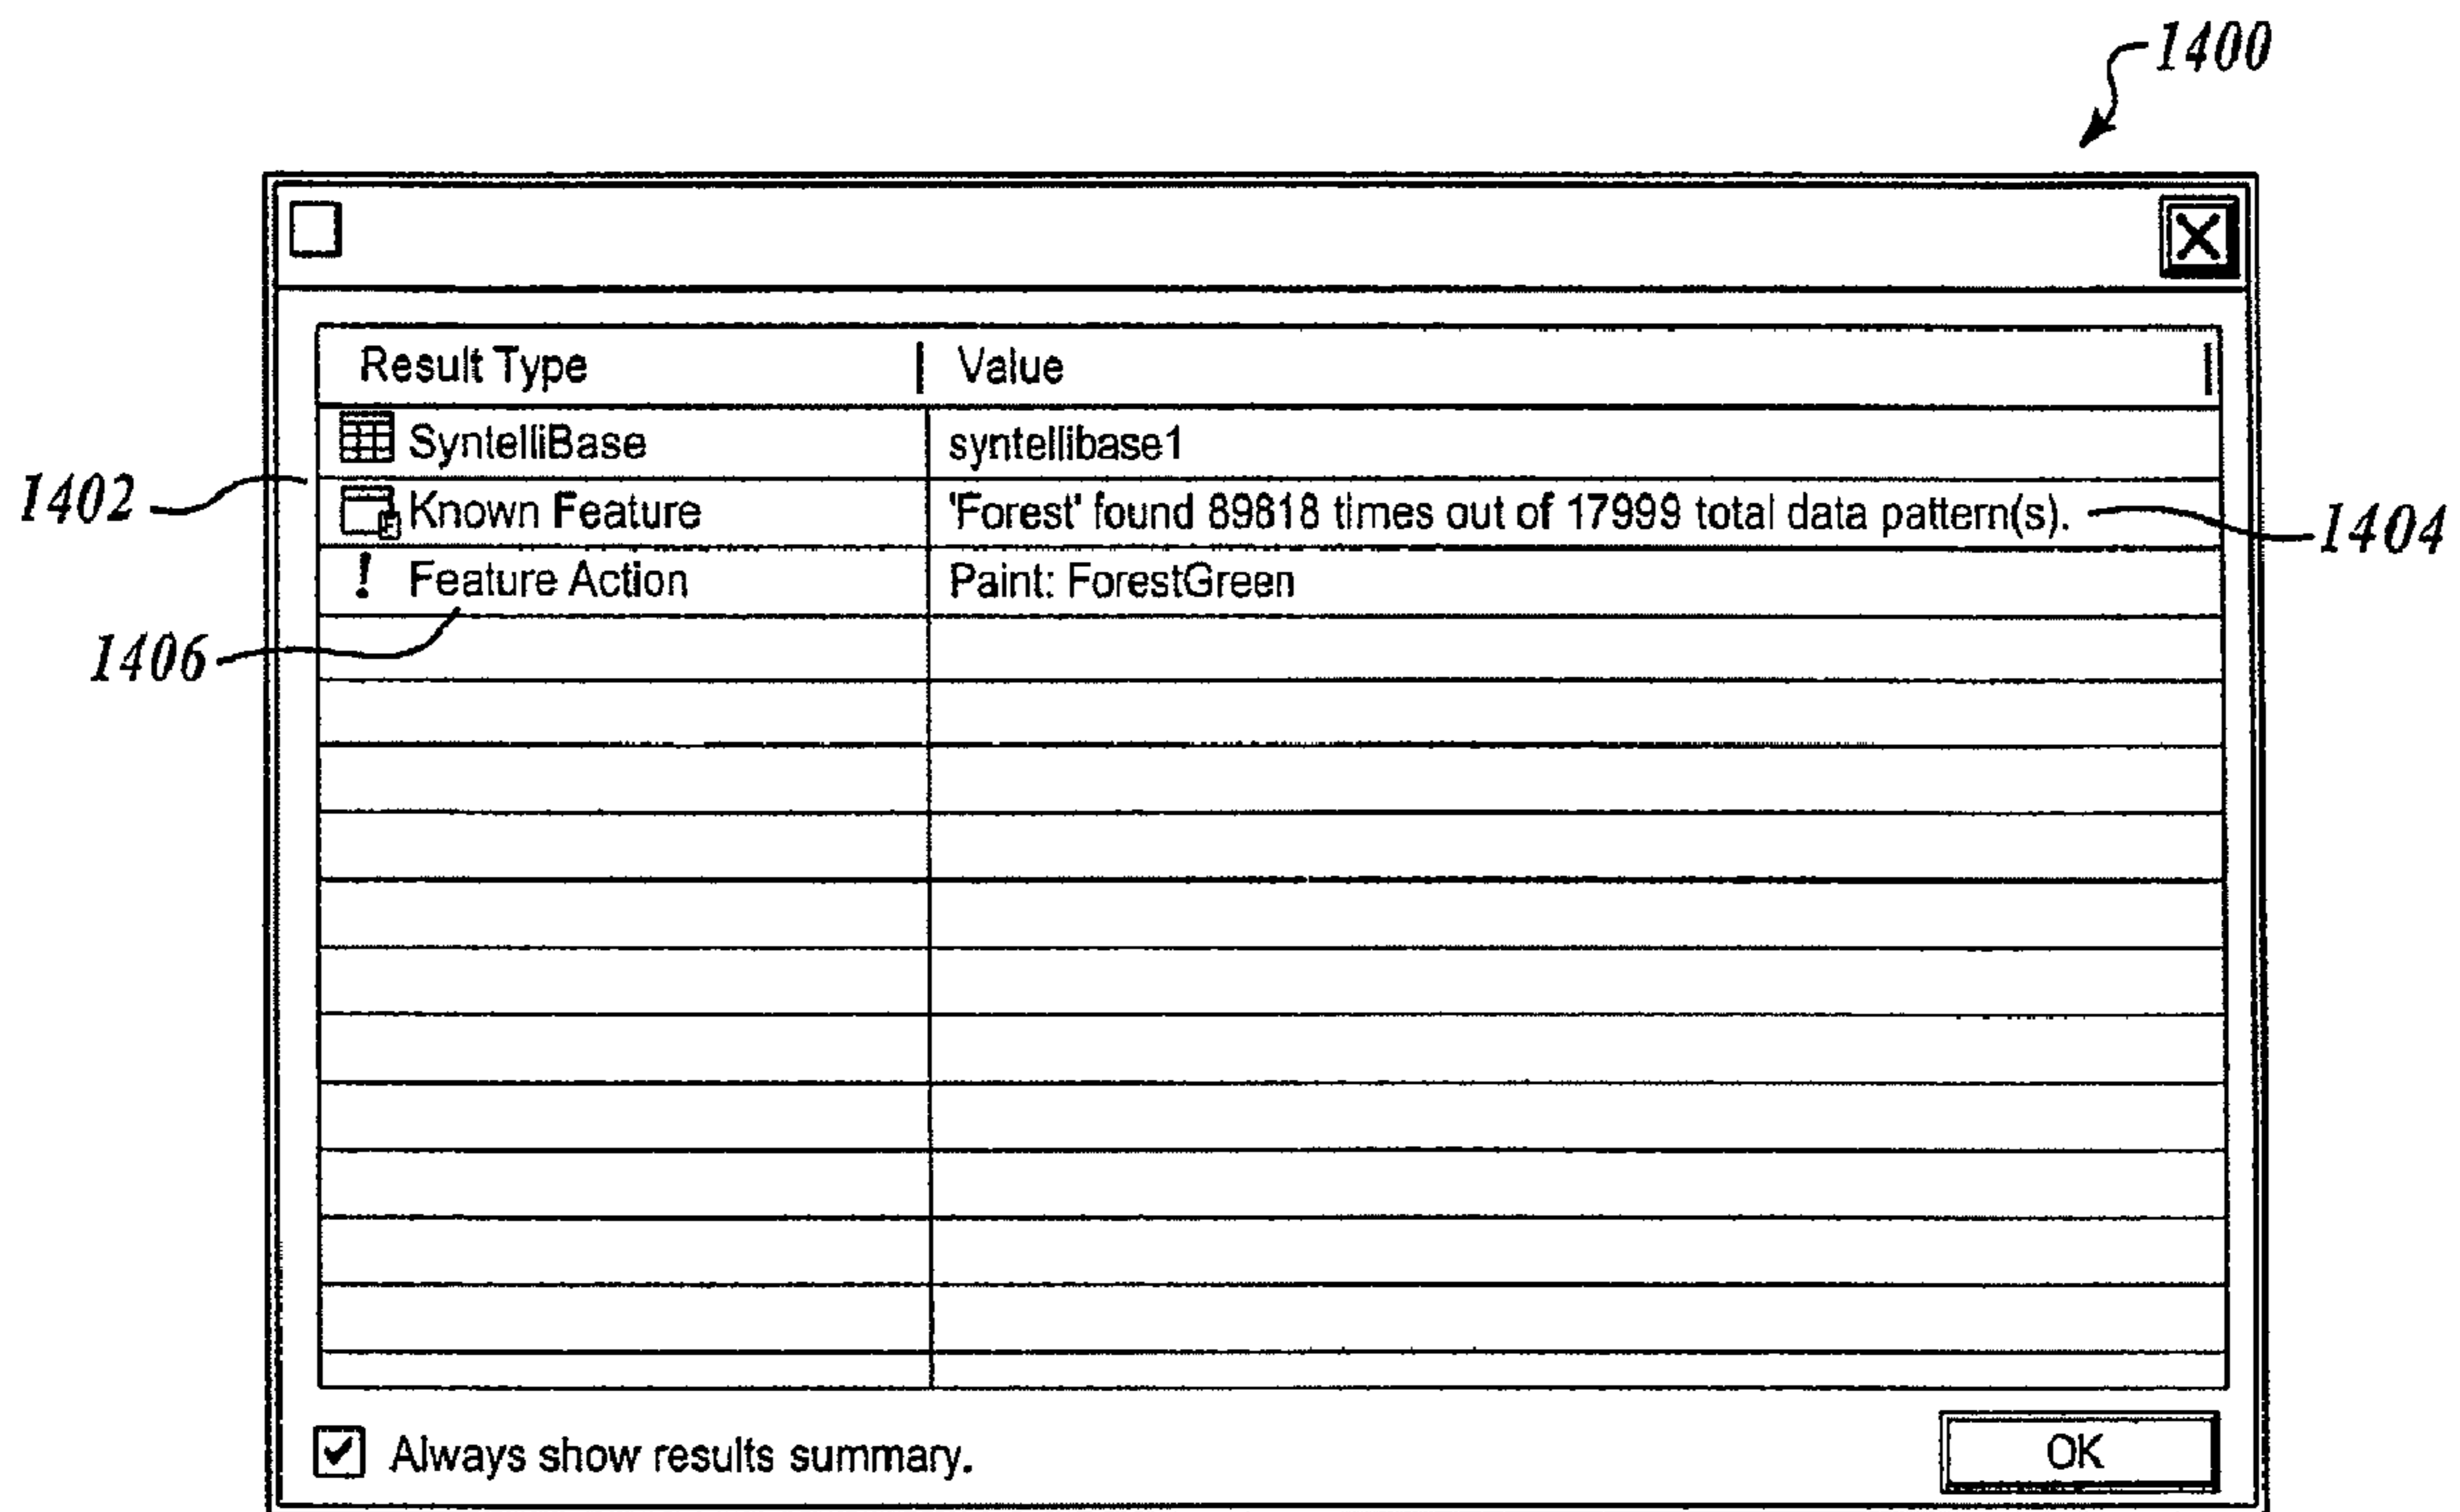 1400
Result Type Value
SyntelliBase syntellibase1
1402
Known Feature 'Forest' found 89818 times out of 17999 total data pattern(s).
1404
! Feature Action Paint: ForestGreen
1406
Always show results summary. OK